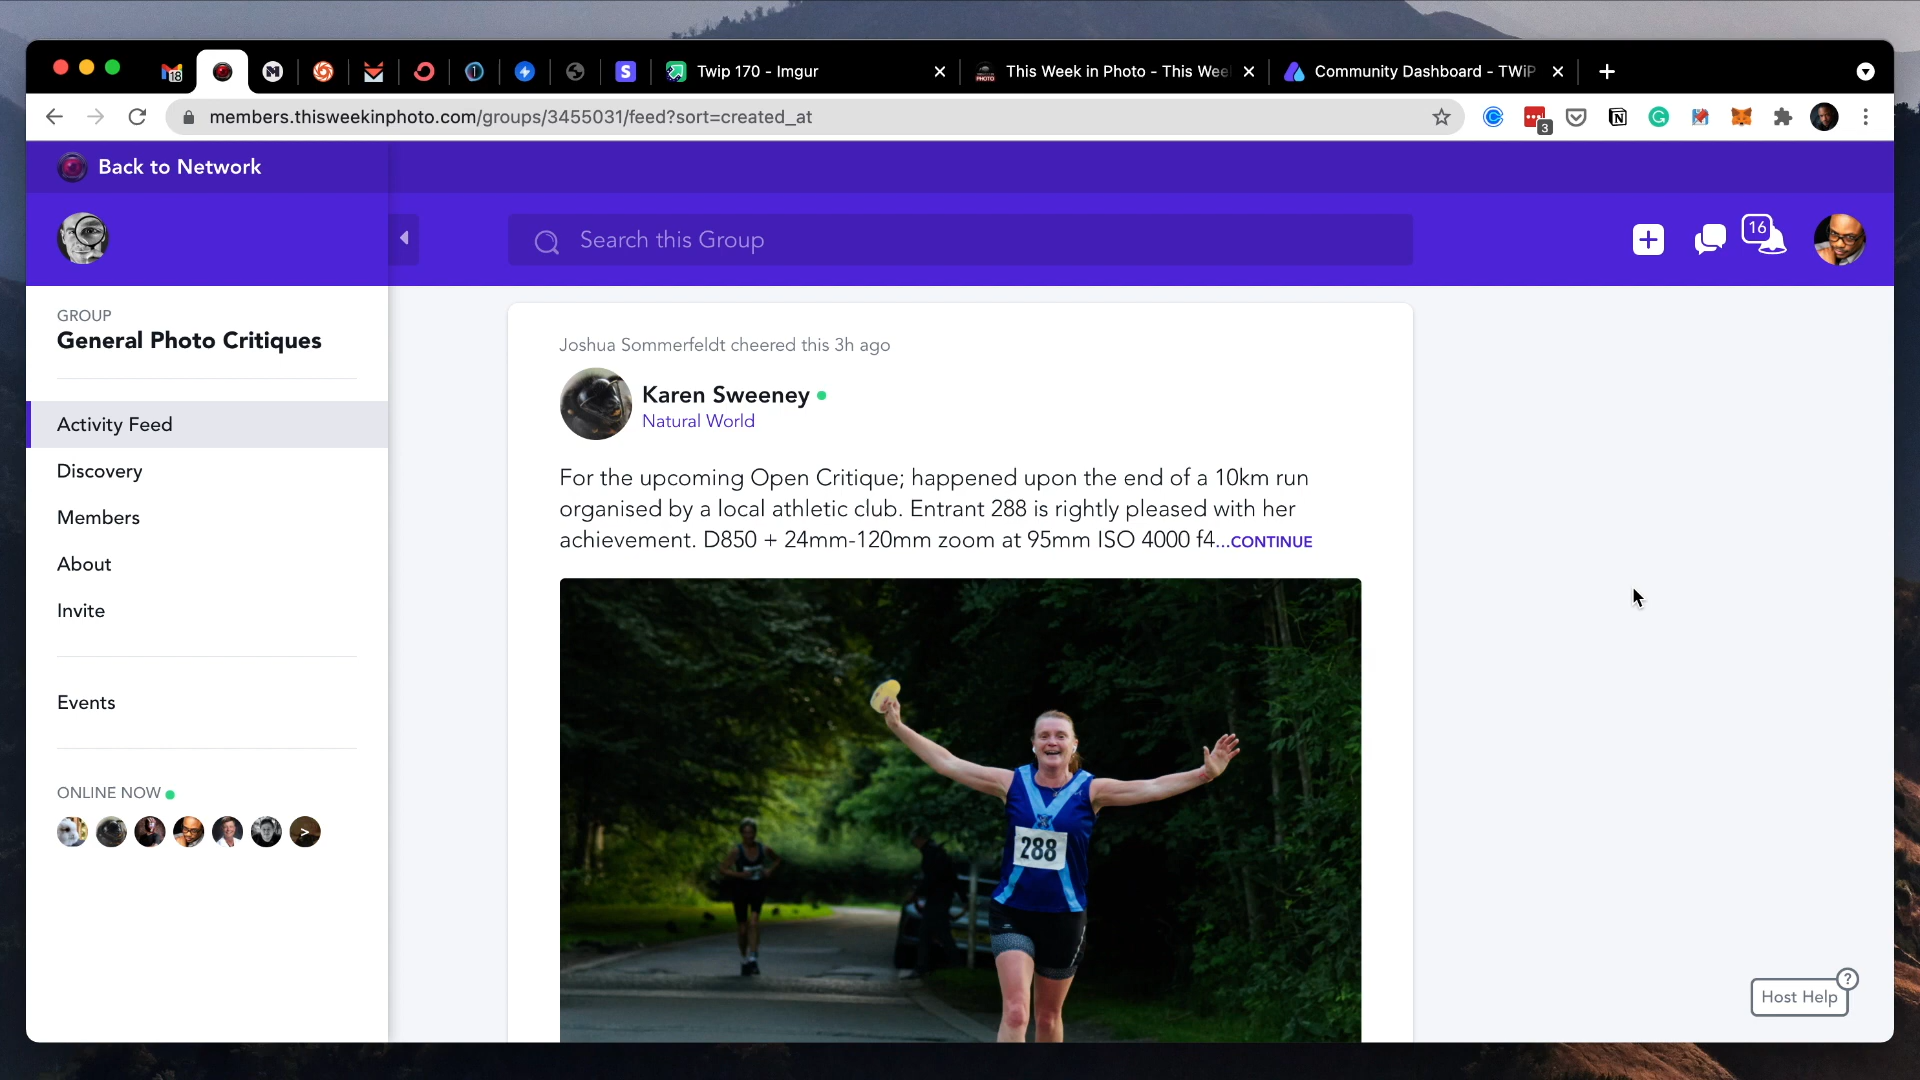 18
Twip 170 - Imgur
This Week in Photo - This Wee
Community Dashboard - TWiP
members.thisweekinphoto.com/groups/3455031/feed?sort=created_at
3
Back to Network
Search this Group
16
GROUP
General Photo Critiques
Activity Feed
Discovery
Members
About
Invite
Events
ONLINE NOW
>
Joshua Sommerfeldt cheered this 3h ago
Karen Sweeney
Natural World
For the upcoming Open Critique; happened upon the end of a 10km run
organised by a local athletic club. Entrant 288 is rightly pleased with her
achievement. D850 + 24mm-120mm zoom at 95mm ISO 4000 f4...CONTINUE
288
?
Host Help